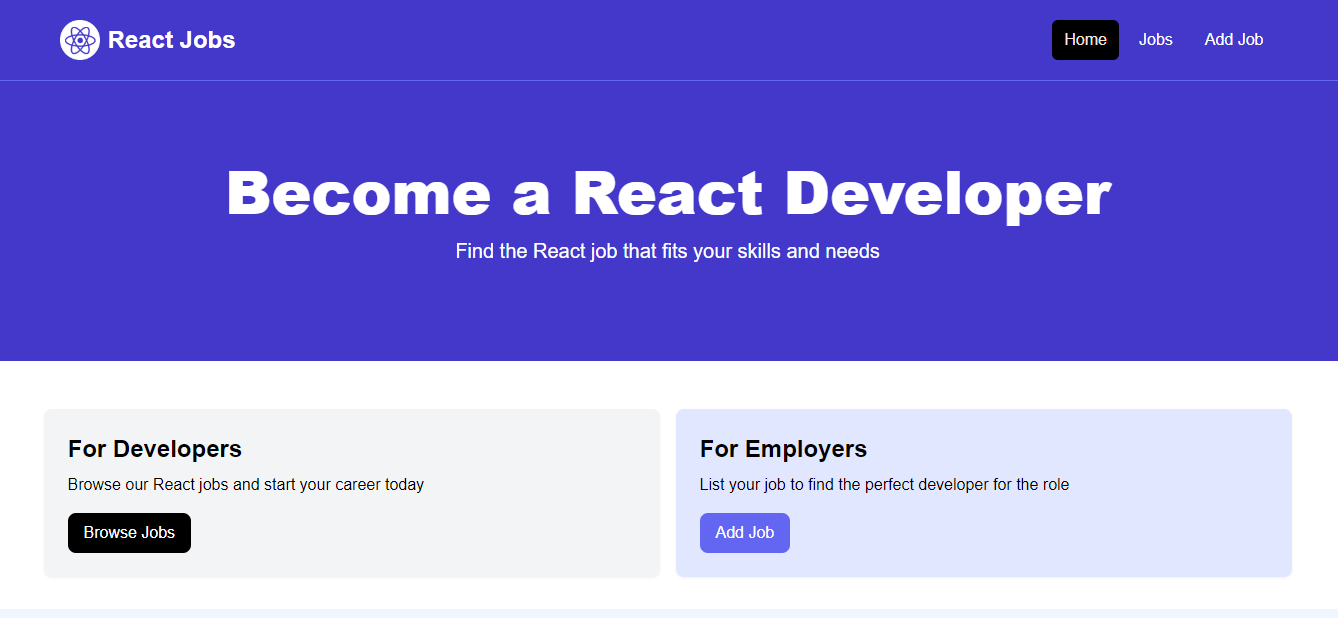 React Jobs
Home
Jobs
Add Job
Become a React Developer
Find the React job that fits your skills and needs
For Developers
Browse our React jobs and start your career today
Browse Jobs
For Employers
List your job to find the perfect developer for the role
Add Job